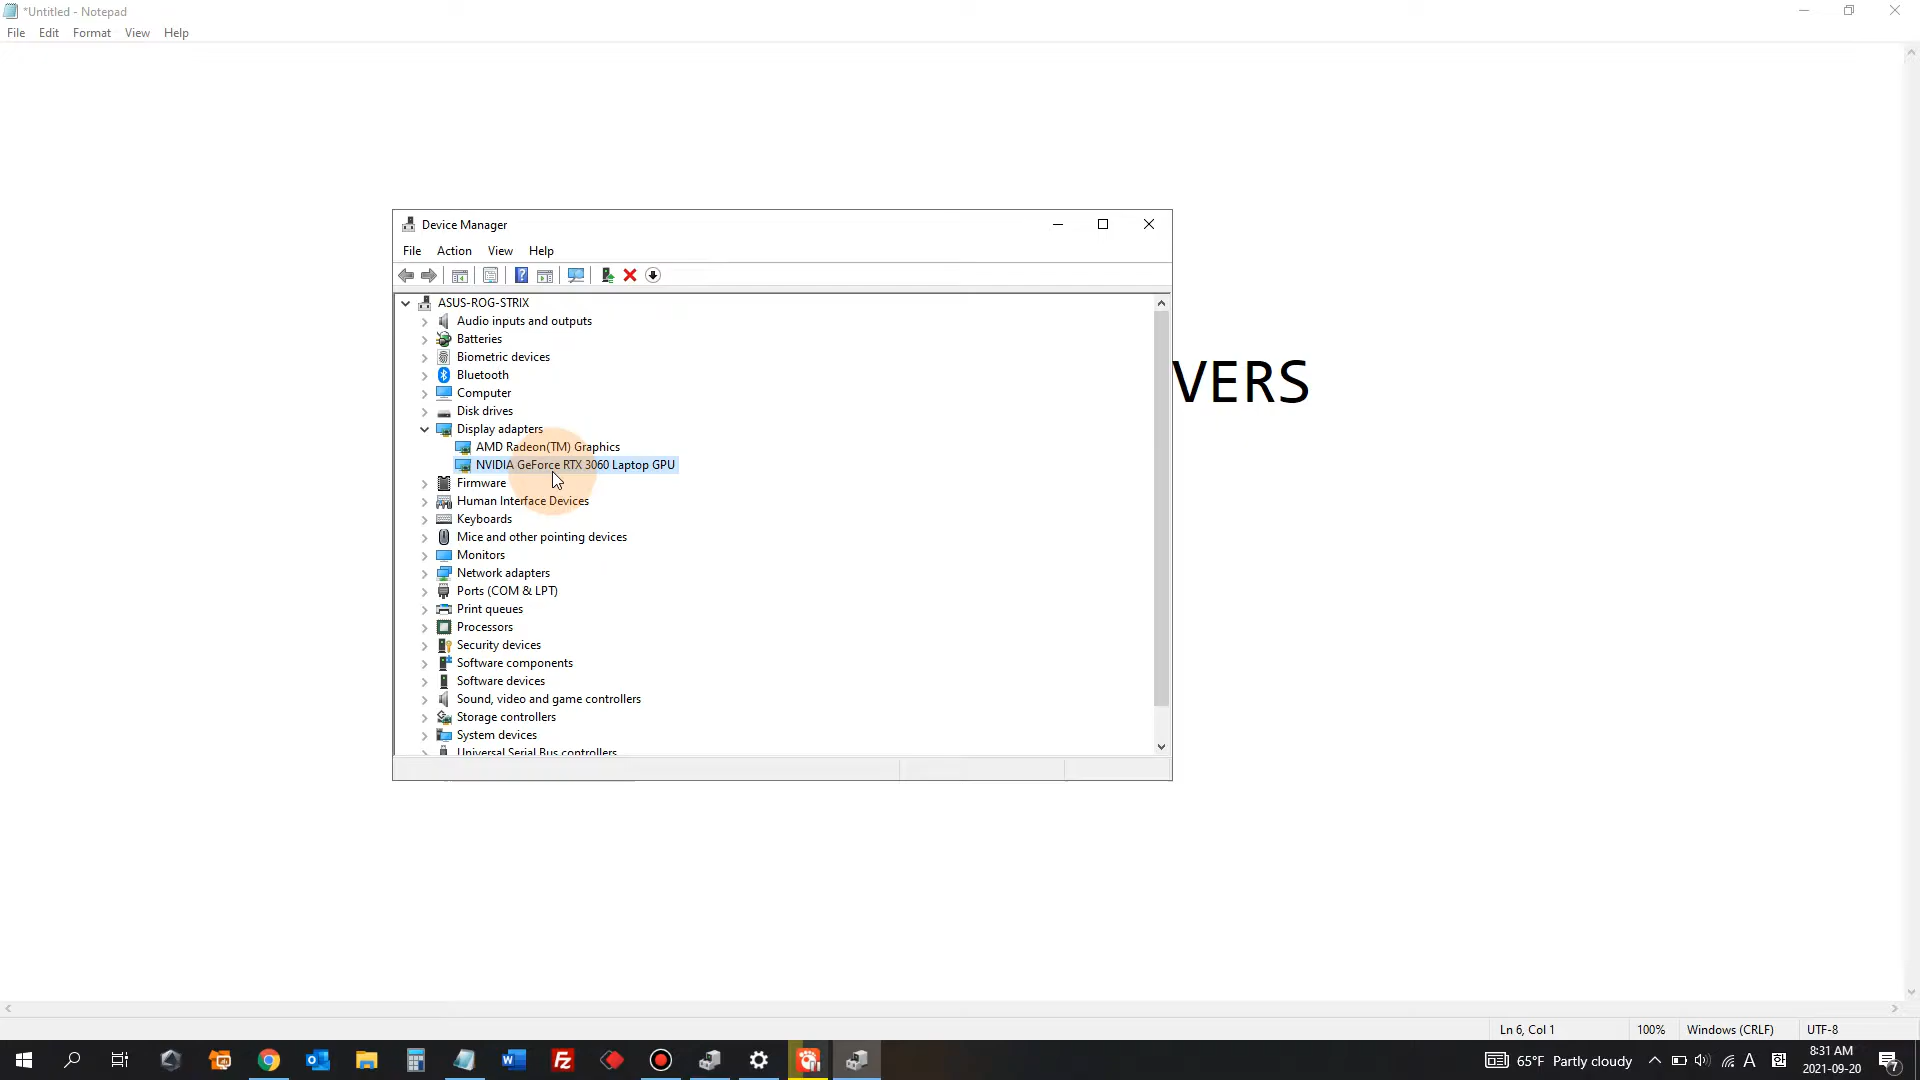 *Untitled - Notepad
File Edit Format View Help
Device Manager
File Action View Help
ASUS-ROG-STRIX
Audio inputs and outputs
Batteries
Biometric devices
Bluetooth
VERS
Computer
Disk drives
Display adapters
AMD Radeon(TM) Graphics
NVIDIA GeForce RTX 3060 Laptop GPU
Firmware
Human Interface Devices
Keyboards
Mice and other pointing devices
Monitors
Network adapters
Ports (COM & LPT)
Print queues
Processors
Security devices
Software components
Software devices
Sound, video and game controllers
Storage controllers
System devices
Universal Serial Bus controllers
Ln 6, Col 1 100% Windows (CRLF) UTF-8
65°F Partly cloudy A 8:31 AM
2021-09-20 7